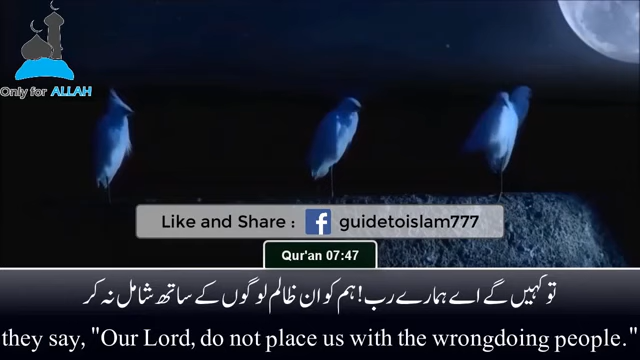 Only for ALLAH
Like and Share : guidetoislam777
Qur'an 07:47
تو کہیں گے اے ہمارے رب! ہم کو ان ظالم لوگوں کے ساتھ شامل نہ کر
they say, "Our Lord, do not place us with the wrongdoing people."